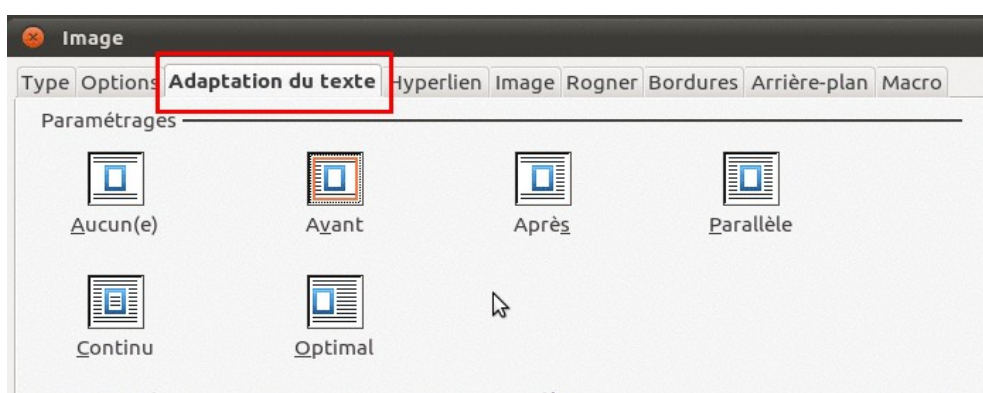 Image
Type Options Adaptation du texte Hyperlien Image Rogner Bordures Arrière-plan Macro
Paramétrages
Aucun(e) Avant Après Parallèle
Continu Optimal